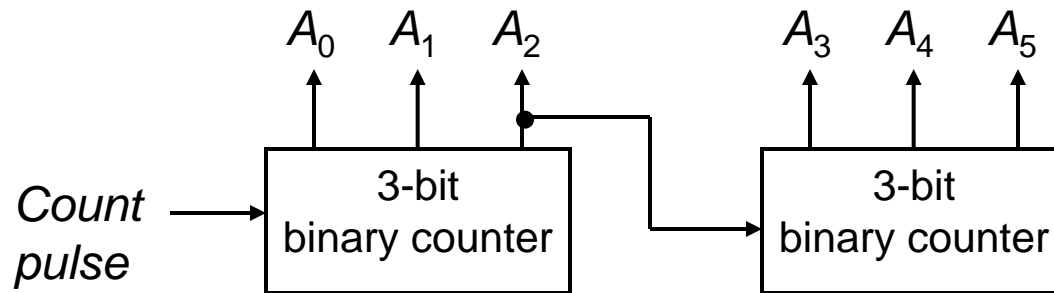 A0 A1 A2 A3 A4 A5
Count
pulse
3-bit
binary counter
3-bit
binary counter